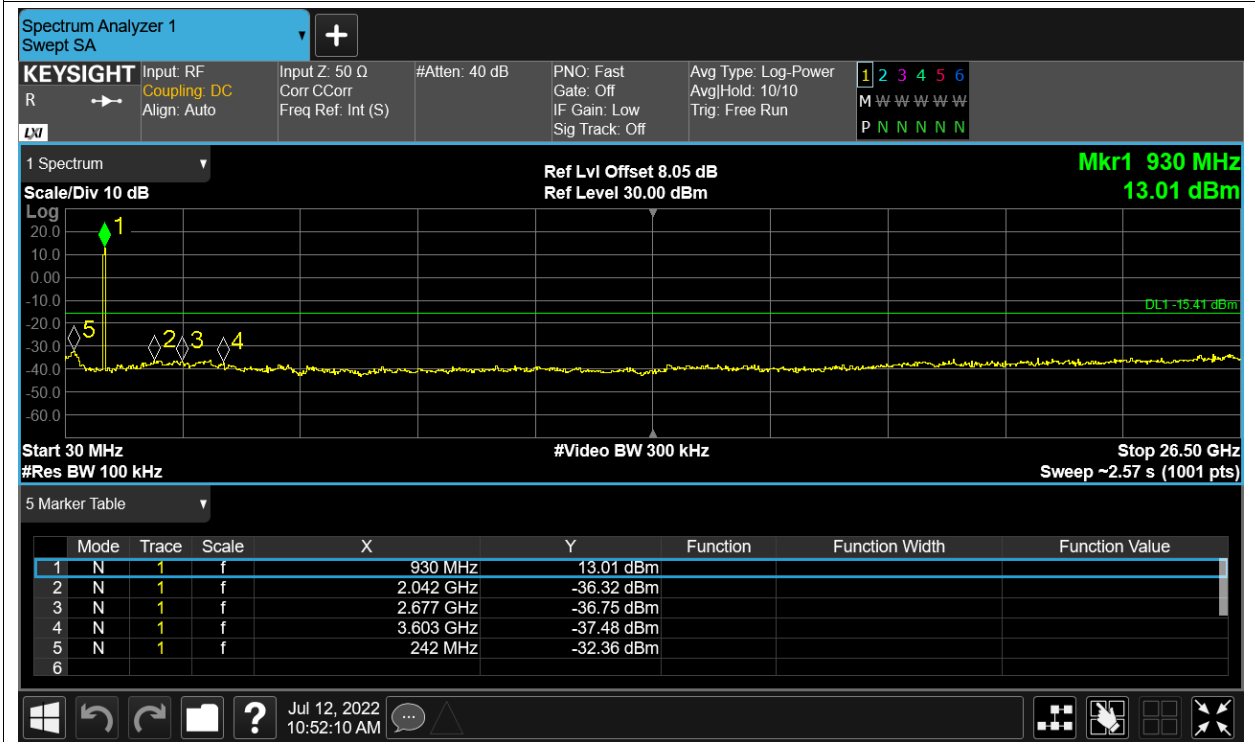 Spectrum Analyzer 1
Swept SA
+
KEYSIGHT Input: RF Input Z: 50 Ω #Atten: 40 dB PNO: Fast Avg Type: Log-Power 1 2 3 4 5 6
R Coupling: DC Corr CCorr Gate: Off Avg|Hold: 10/10 M W W W W W
Align: Auto Freq Ref: Int (S) IF Gain: Low Trig: Free Run
LXI Sig Track: Off P N N N N N
1 Spectrum Ref Lvl Offset 8.05 dB Mkr1 930 MHz
Scale/Div 10 dB Ref Level 30.00 dBm 13.01 dBm
Log
20.0 1
10.0
0.00
-10.0 DL1 -15.41 dBm
-20.0 5
-30.0 2 3 4
-40.0
-50.0
-60.0
Start 30 MHz #Video BW 300 kHz Stop 26.50 GHz
#Res BW 100 kHz Sweep ~2.57 s (1001 pts)
5 Marker Table
Mode Trace Scale X Y Function Function Width Function Value
1 N 1 f 930 MHz 13.01 dBm
2 N 1 f 2.042 GHz -36.32 dBm
3 N 1 f 2.677 GHz -36.75 dBm
4 N 1 f 3.603 GHz -37.48 dBm
5 N 1 f 242 MHz -32.36 dBm
6
? Jul 12, 2022
10:52:10 AM